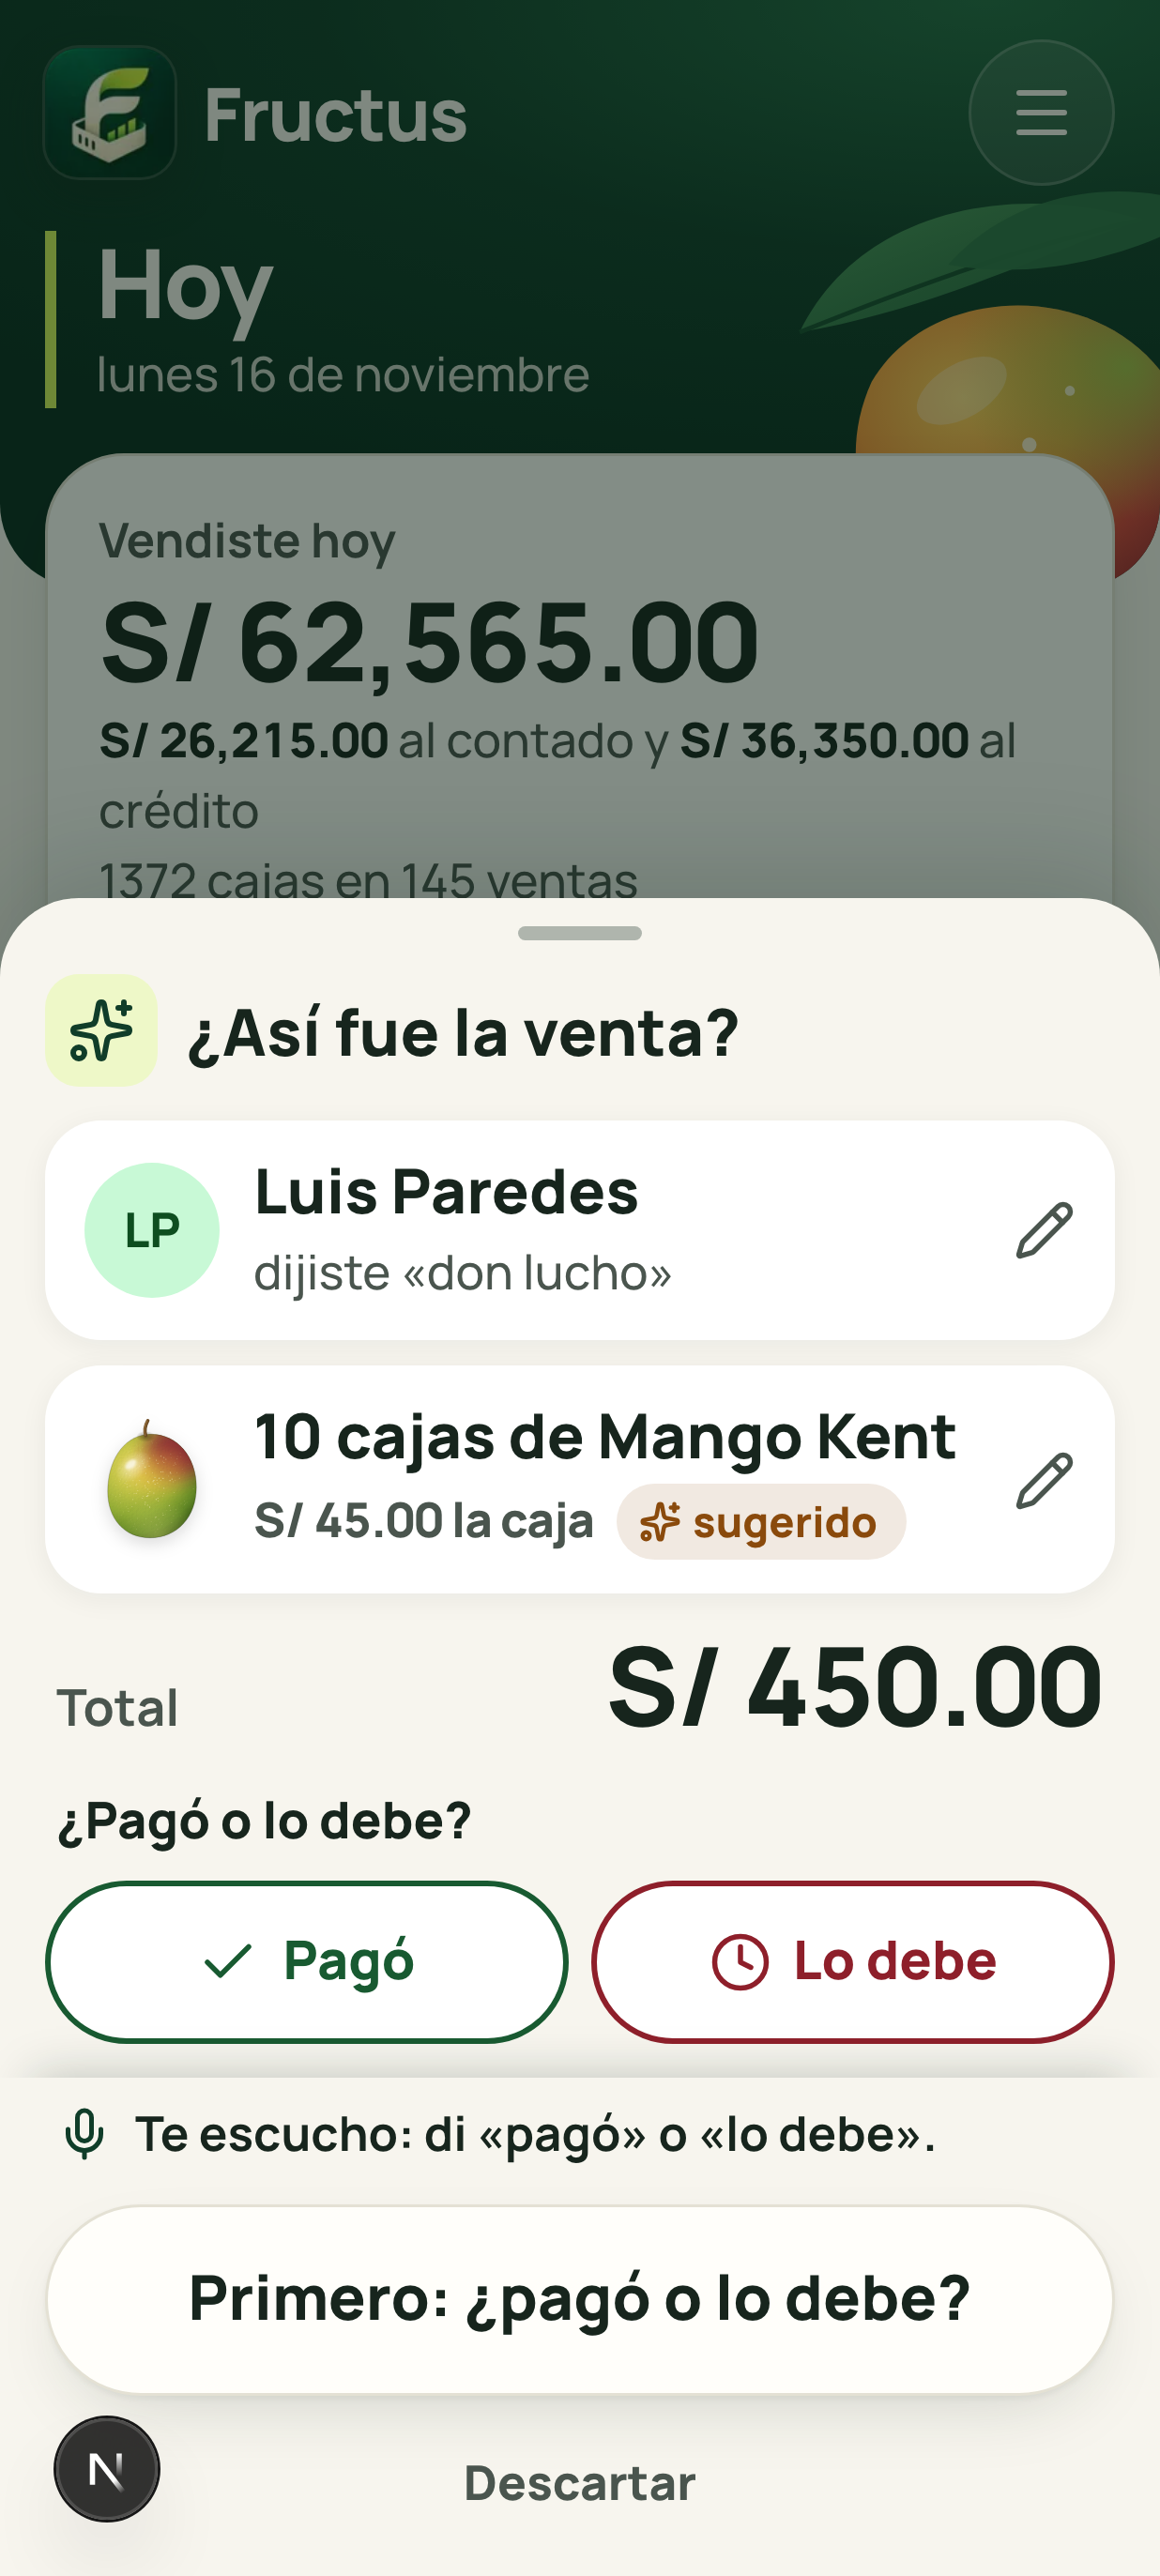 Fructus
Hoy
lunes 16 de noviembre
Vendiste hoy
S/ 62,565.00
S/ 26,215.00 al contado y S/ 36,350.00 al
crédito
1372 cajas en 145 ventas
¿Así fue la venta?
LP
Luis Paredes
dijiste «don lucho»
10 cajas de Mango Kent
S/ 45.00 la caja sugerido
Total
S/ 450.00
¿Pagó o lo debe?
Pagó
Lo debe
Te escucho: di «pagó» o «lo debe».
Primero: ¿pagó o lo debe?
N
Descartar